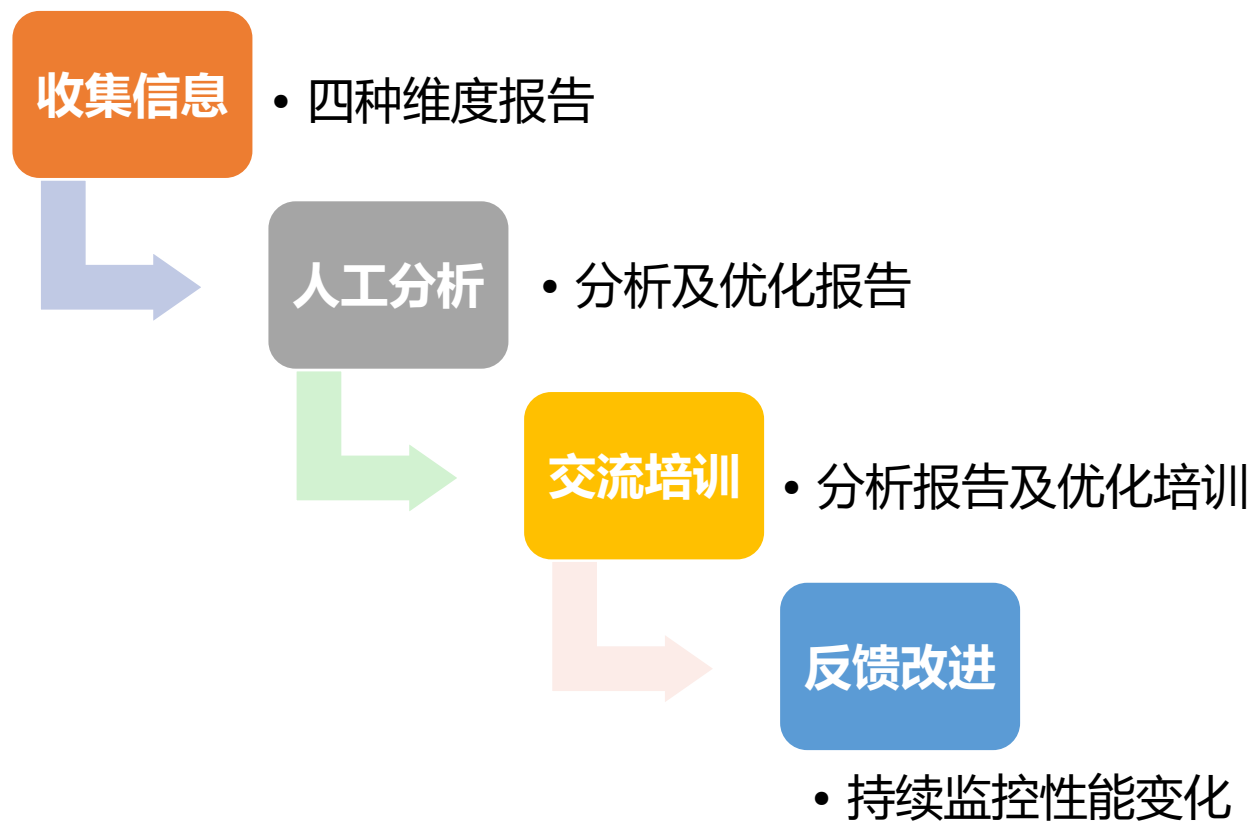 收集信息
• 四种维度报告
人工分析
• 分析及优化报告
交流培训
• 分析报告及优化培训
反馈改进
• 持续监控性能变化